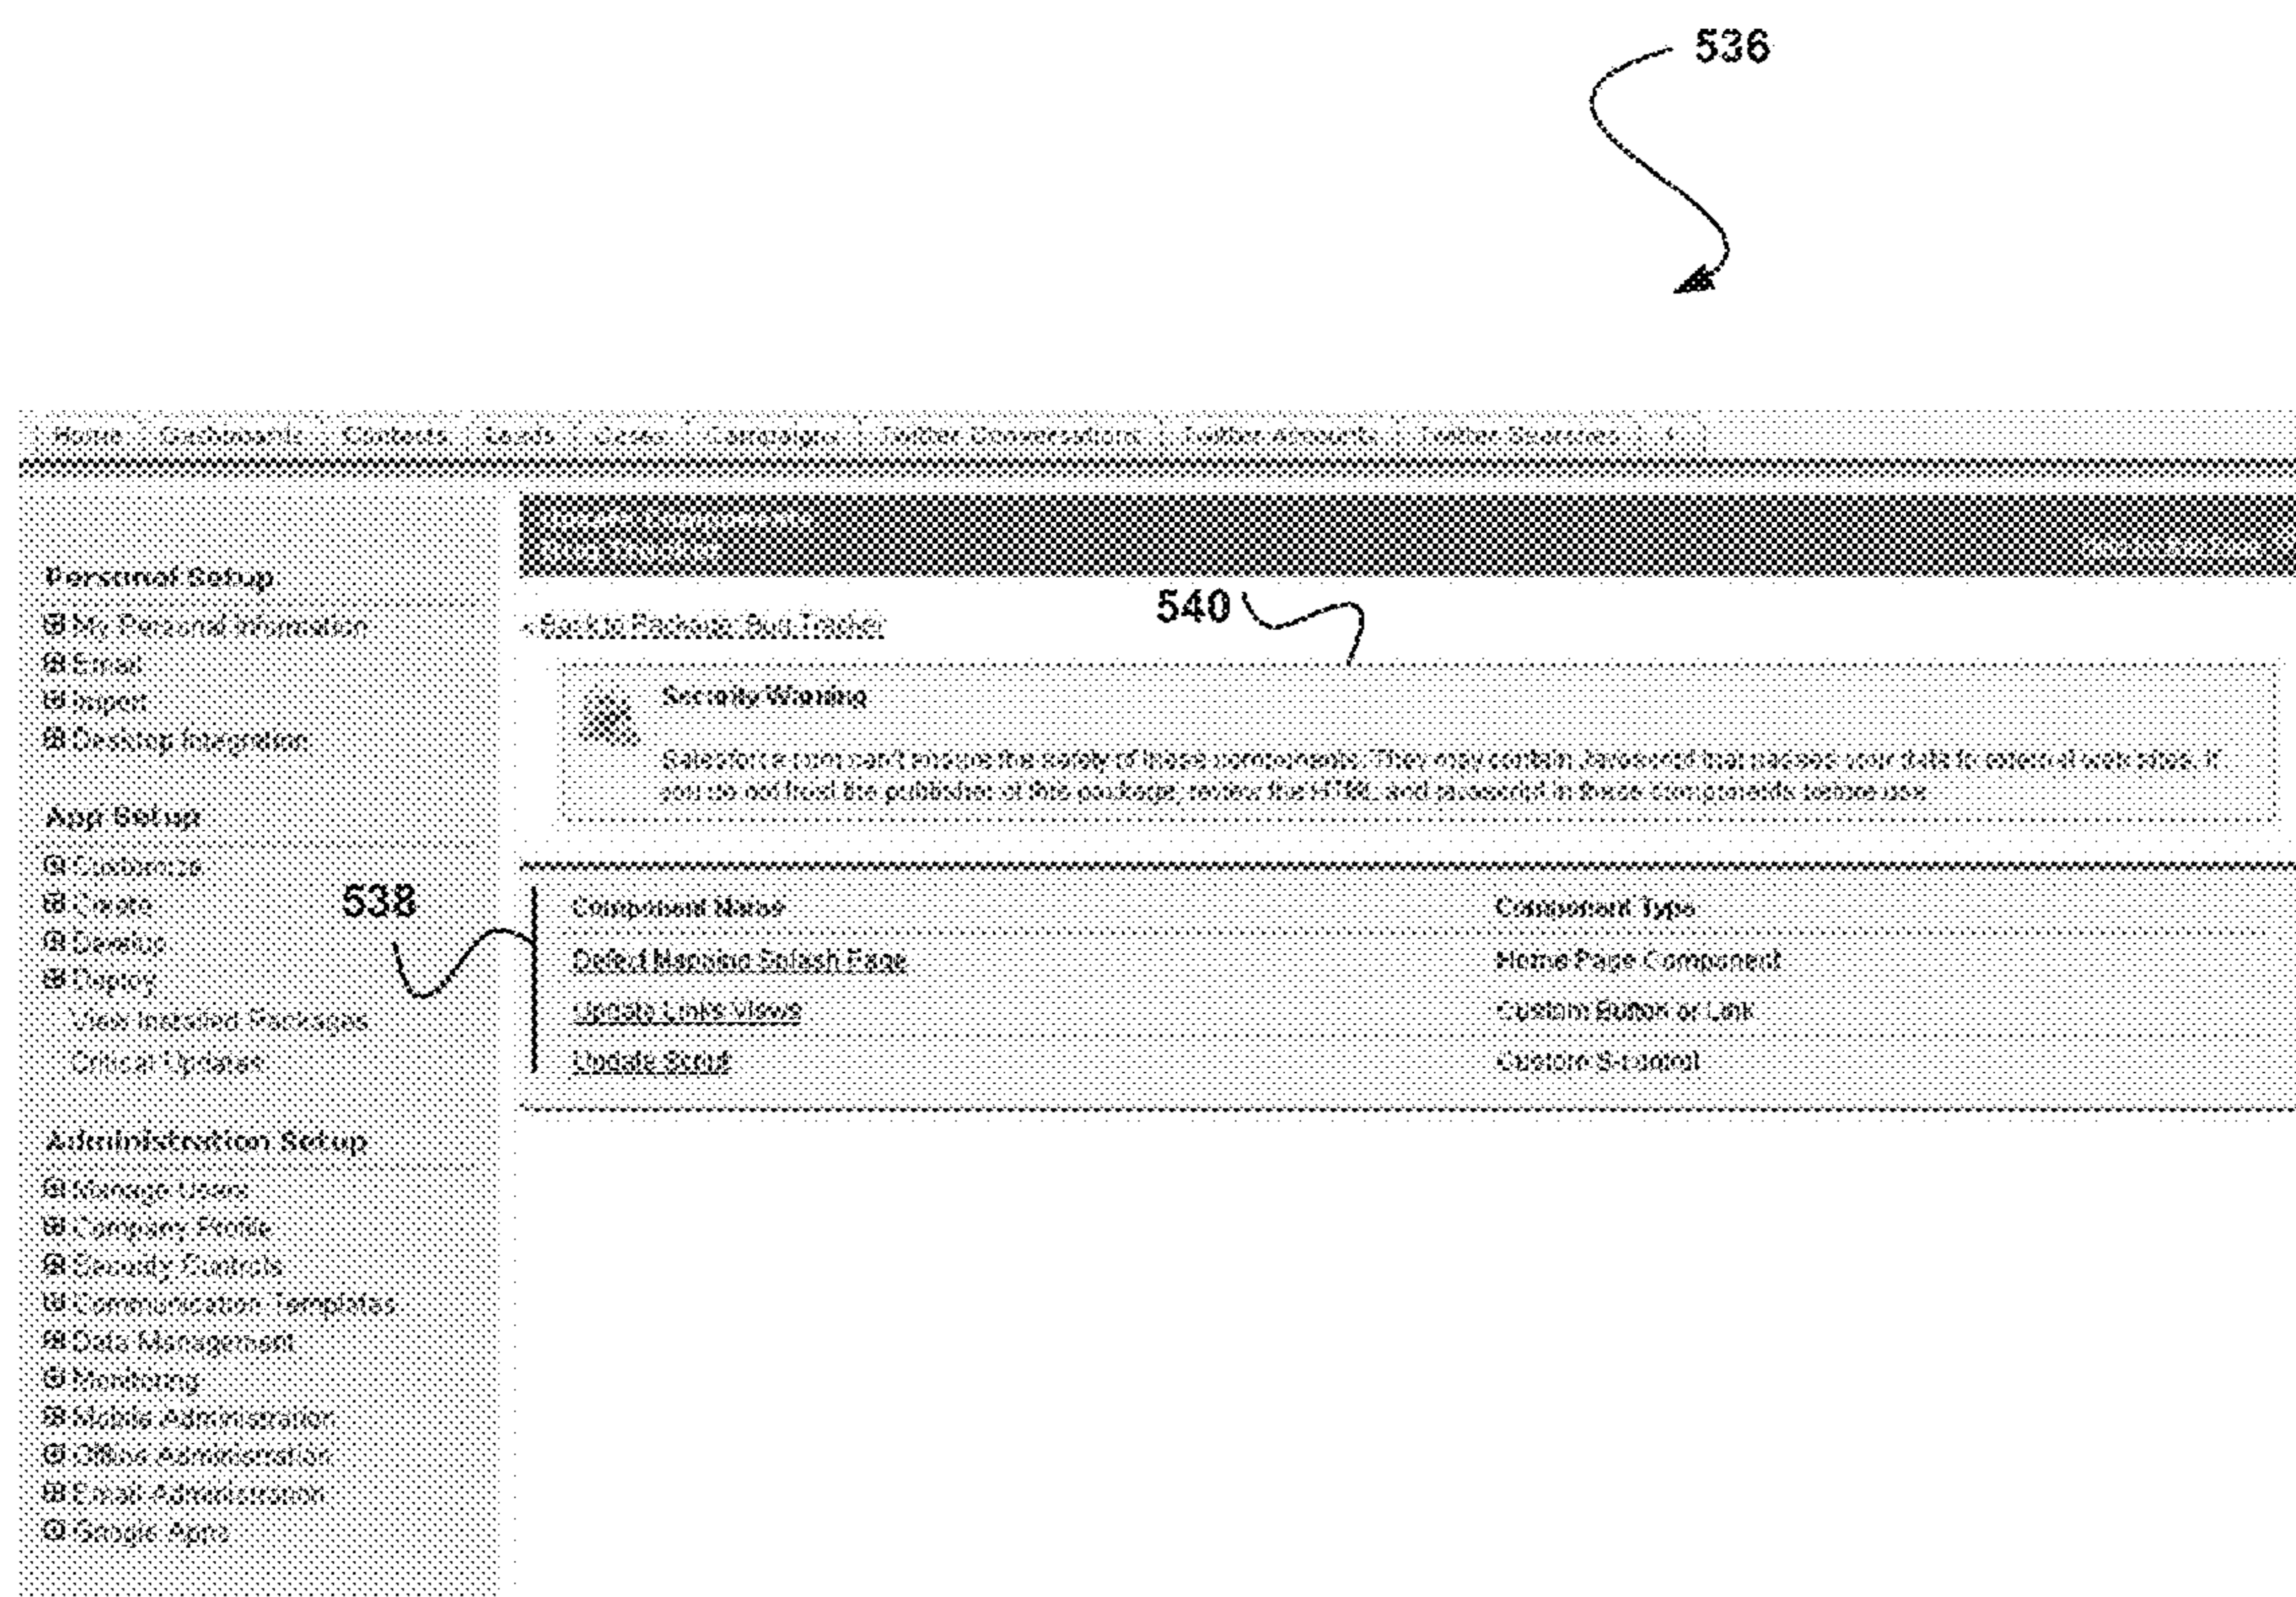 536
Home Dashboards Contacts Leads Cases Campaigns Twitter Conversations Twitter Accounts Twitter Searches
Components
Bug Tracker
Personal Setup
My Personal Information
Email
Import
Desktop Integration
App Setup
Customize
Create
Develop
Deploy
View Installed Packages
Critical Updates
Administration Setup
Manage Users
Company Profile
Security Controls
Communication Templates
Data Management
Monitoring
Mobile Administration
Offline Administration
Email Administration
Google Apps
« Back to Package: Bug Tracker
540
Security Warning
Salesforce.com can't ensure the safety of these components. They may contain Javascript that passes your data to external web sites. If
you do not trust the publisher of this package, review the HTML and javascript in these components before use
538
Component Name Component Type
Defect Mapping Splash Page Home Page Component
Update Links Views Custom Button or Link
Update Script Custom S-control